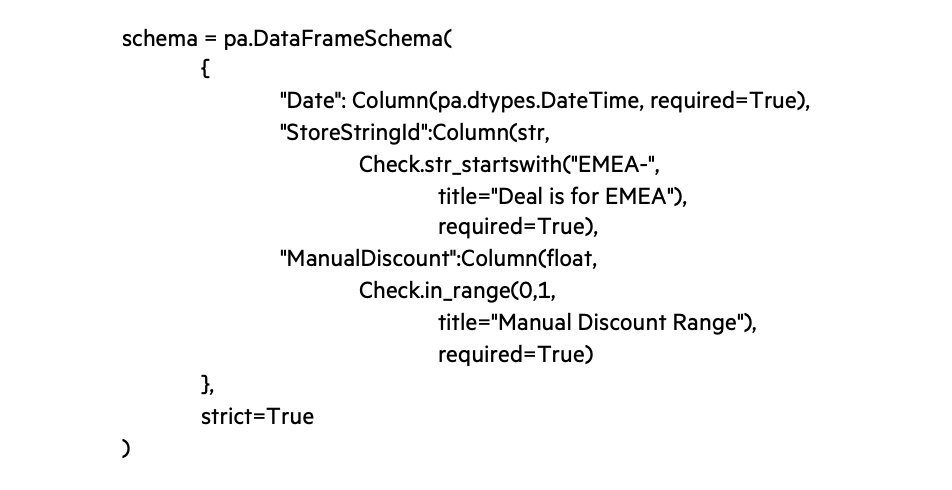 schema = pa.DataFrameSchema(
{
"Date": Column(pa.dtypes.DateTime, required=True),
"StoreStringId":Column(str,
Check.str_startswith("EMEA-",
title="Deal is for EMEA"),
required=True),
"ManualDiscount":Column(float,
Check.in_range(0,1,
title="Manual Discount Range"),
required=True)
},
strict=True
)